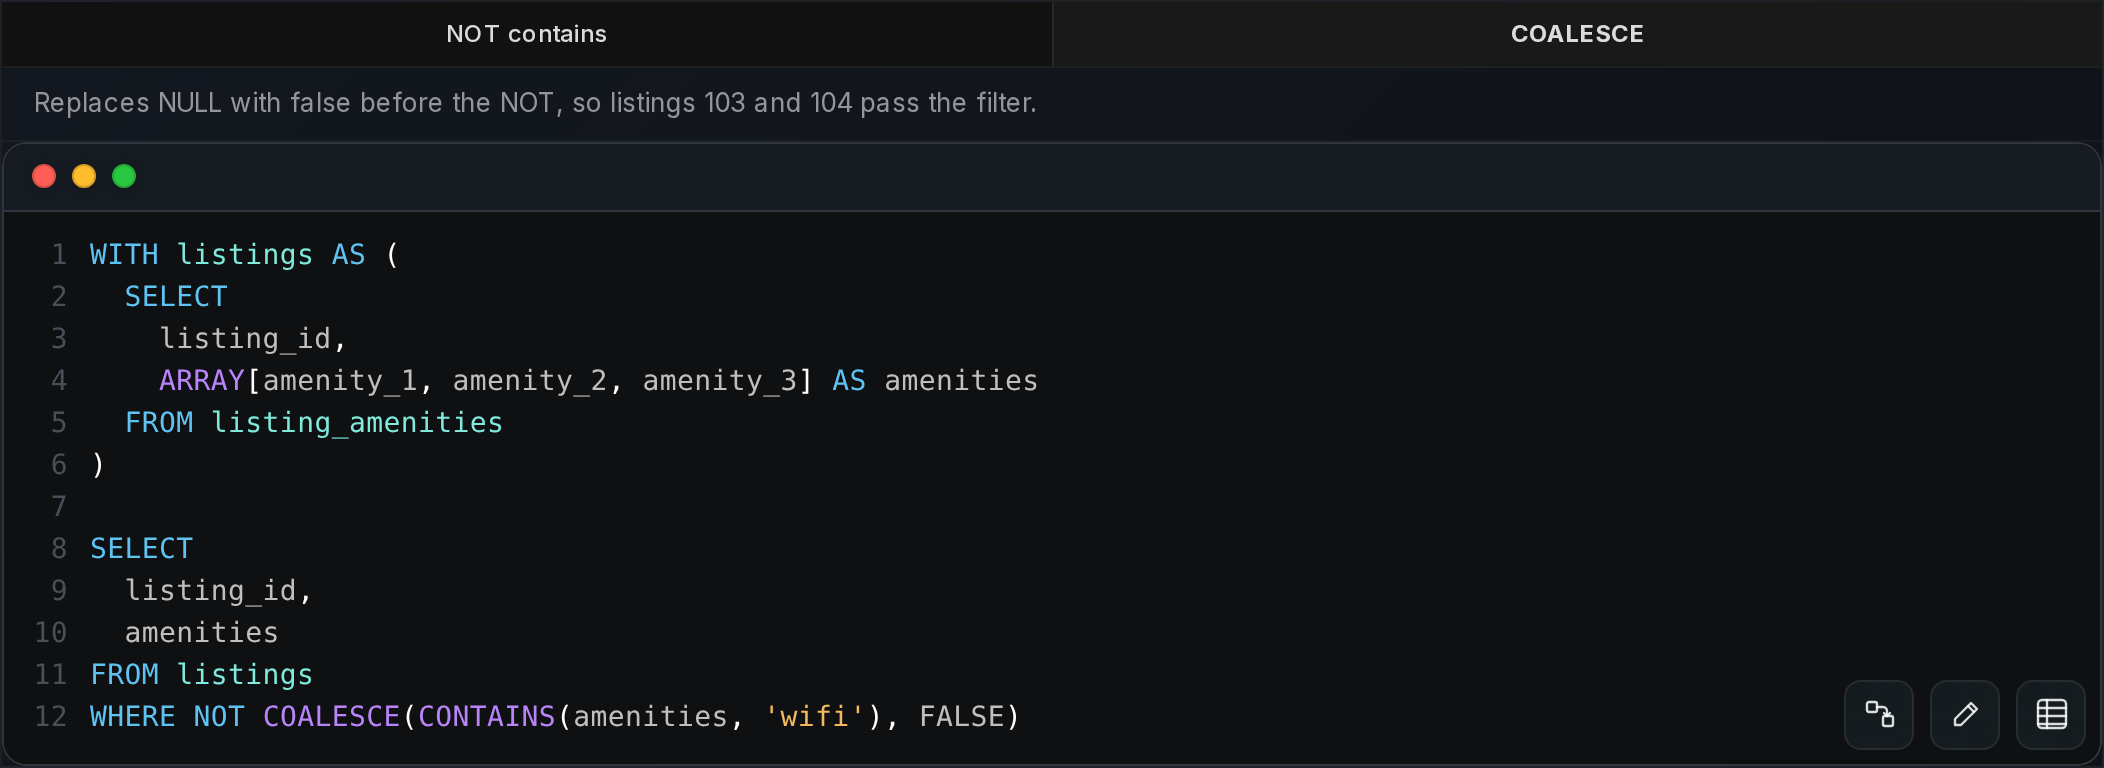 NOT contains
COALESCE
Replaces NULL with false before the NOT, so listings 103 and 104 pass the filter.
1 WITH listings AS (
2   SELECT
3     listing_id,
4     ARRAY[amenity_1, amenity_2, amenity_3] AS amenities
5   FROM listing_amenities
6 )
7
8 SELECT
9   listing_id,
10   amenities
11 FROM listings
12 WHERE NOT COALESCE(CONTAINS(amenities, 'wifi'), FALSE)